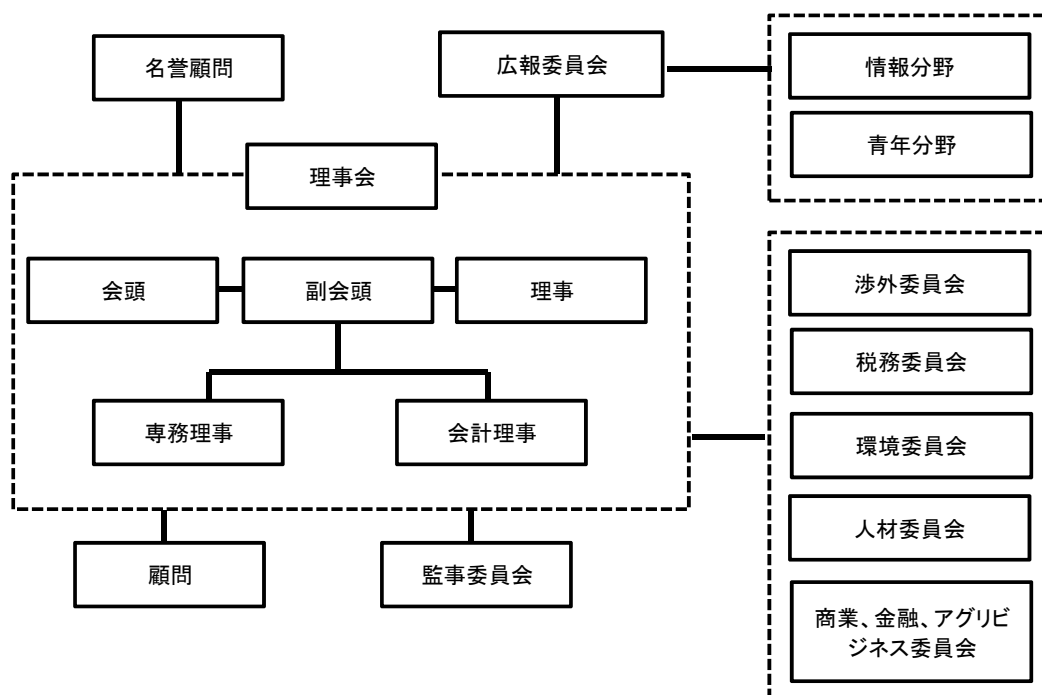 名誉顧問
広報委員会
情報分野
青年分野
理事会
会頭
副会頭
理事
専務理事
会計理事
顧問
監事委員会
渉外委員会
税務委員会
環境委員会
人材委員会
商業、金融、アグリビ
ジネス委員会